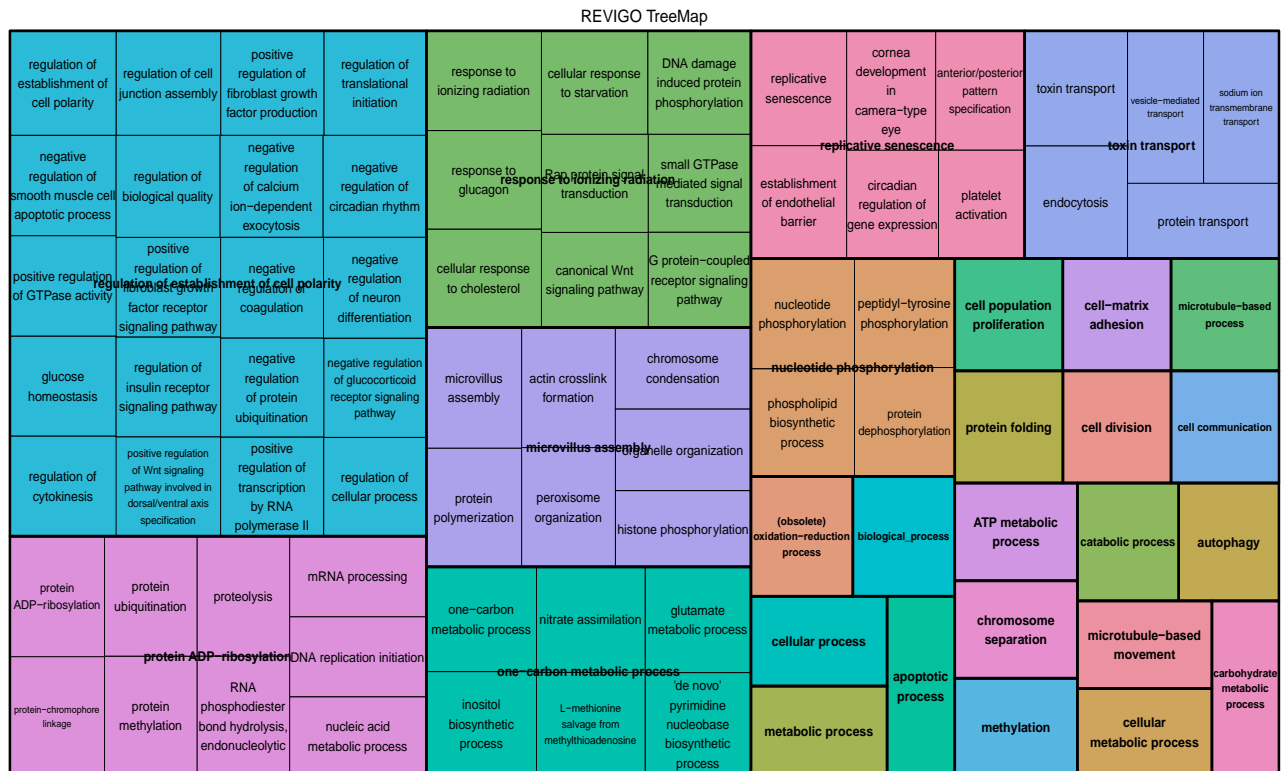 REVIGO TreeMap
regulation of
establishment of
cell polarity
regulation of cell
junction assembly
positive
regulation of
fibroblast growth
factor production
regulation of
translational
initiation
negative
regulation of
smooth muscle cell
apoptotic process
regulation of
biological quality
negative
regulation
of calcium
ion−dependent
exocytosis
negative
regulation of
circadian rhythm
positive regulation
of GTPase activity
positive
regulation of
fibroblast growth
factor receptor
signaling pathway
negative
regulation of
coagulation
negative
regulation
of neuron
differentiation
regulation of establishment of cell polarity
glucose
homeostasis
regulation of
insulin receptor
signaling pathway
negative
regulation
of protein
ubiquitination
negative regulation
of glucocorticoid
receptor signaling
pathway
regulation of
cytokinesis
positive regulation
of Wnt signaling
pathway involved in
dorsal/ventral axis
specification
positive
regulation of
transcription
by RNA
polymerase II
regulation of
cellular process
protein
ADP−ribosylation
protein
ubiquitination
proteolysis
mRNA processing
DNA replication initiation
protein ADP−ribosylation
protein−chromophore
linkage
protein
methylation
RNA
phosphodiester
bond hydrolysis,
endonucleolytic
nucleic acid
metabolic process
response to
ionizing radiation
cellular response
to starvation
DNA damage
induced protein
phosphorylation
response to
glucagon
Rap protein signal
transduction
small GTPase
mediated signal
transduction
response to ionizing radiation
cellular response
to cholesterol
canonical Wnt
signaling pathway
G protein−coupled
receptor signaling
pathway
microvillus
assembly
actin crosslink
formation
chromosome
condensation
organelle organization
microvillus assembly
protein
polymerization
peroxisome
organization
histone phosphorylation
one−carbon
metabolic process
nitrate assimilation
glutamate
metabolic process
one−carbon metabolic process
inositol
biosynthetic
process
L−methionine
salvage from
methylthioadenosine
'de novo'
pyrimidine
nucleobase
biosynthetic
process
replicative
senescence
cornea
development
in
camera−type
eye
anterior/posterior
pattern
specification
replicative senescence
establishment
of endothelial
barrier
circadian
regulation of
gene expression
platelet
activation
toxin transport
vesicle−mediated
transport
sodium ion
transmembrane
transport
toxin transport
endocytosis
protein transport
nucleotide
phosphorylation
peptidyl−tyrosine
phosphorylation
nucleotide phosphorylation
phospholipid
biosynthetic
process
protein
dephosphorylation
cell population
proliferation
cell−matrix
adhesion
microtubule−based
process
protein folding
cell division
cell communication
(obsolete)
oxidation−reduction
process
biological_process
ATP metabolic
process
catabolic process
autophagy
cellular process
apoptotic
process
chromosome
separation
microtubule−based
movement
carbohydrate
metabolic
process
metabolic process
methylation
cellular
metabolic process